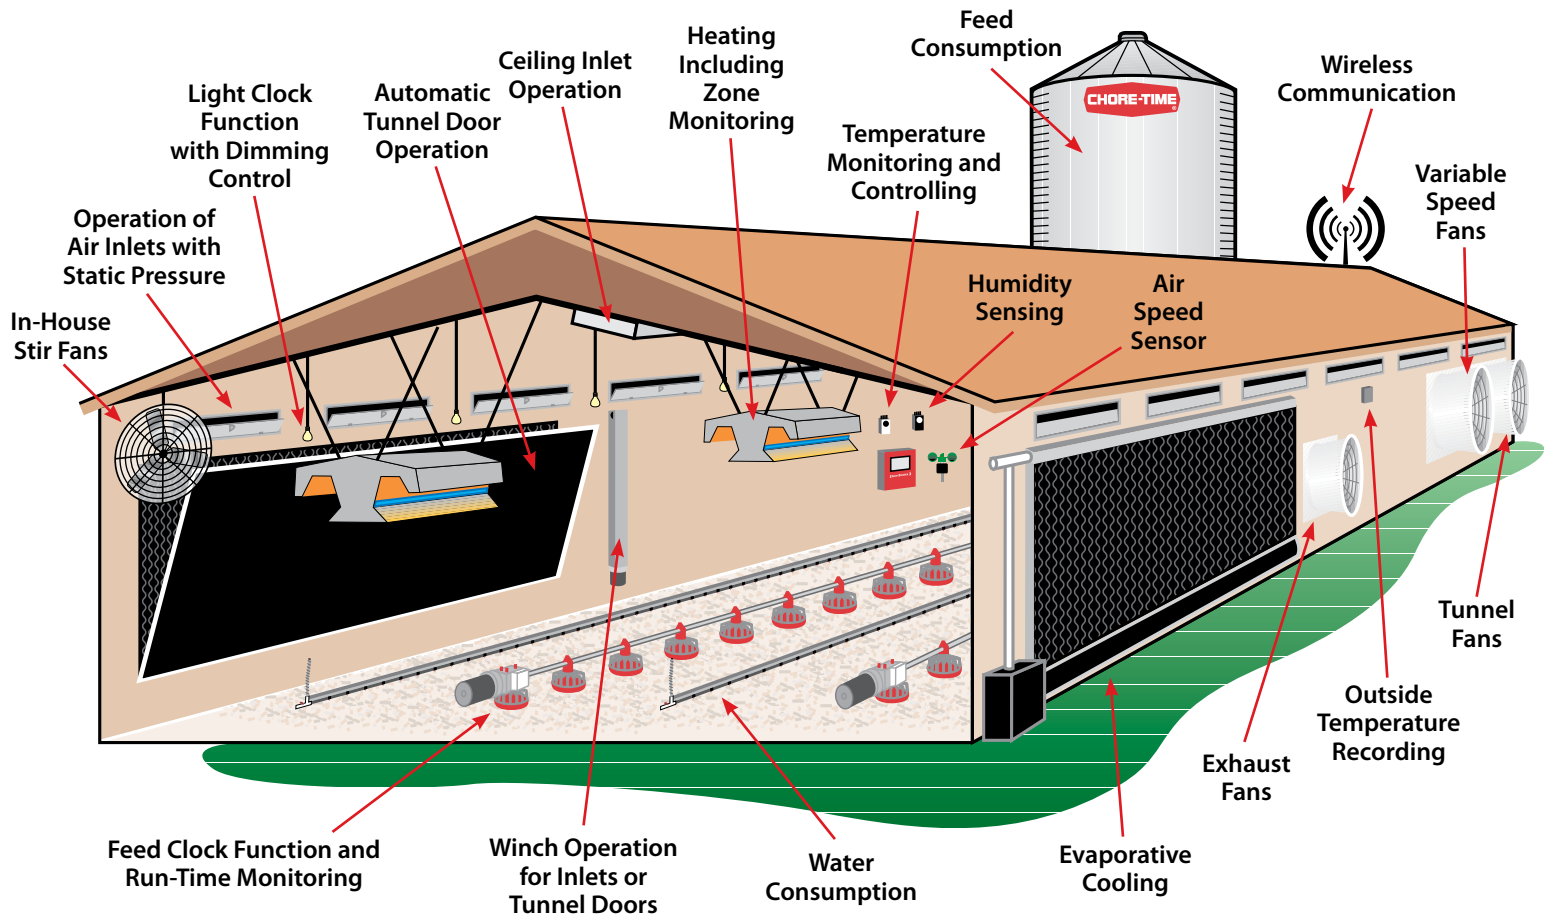 Feed
Consumption
Heating
Including
Zone
Monitoring
Ceiling Inlet
Operation
Wireless
Communication
Light Clock
Function
with Dimming
Control
Automatic
Tunnel Door
Operation
CHORE-TIME
®
Temperature
Monitoring and
Controlling
Variable
Speed
Fans
Operation of
Air Inlets with
Static Pressure
Humidity
Sensing
Air
Speed
Sensor
In-House
Stir Fans
Tunnel
Fans
Outside
Temperature
Recording
Exhaust
Fans
Feed Clock Function and
Run-Time Monitoring
Winch Operation
for Inlets or
Tunnel Doors
Water
Consumption
Evaporative
Cooling